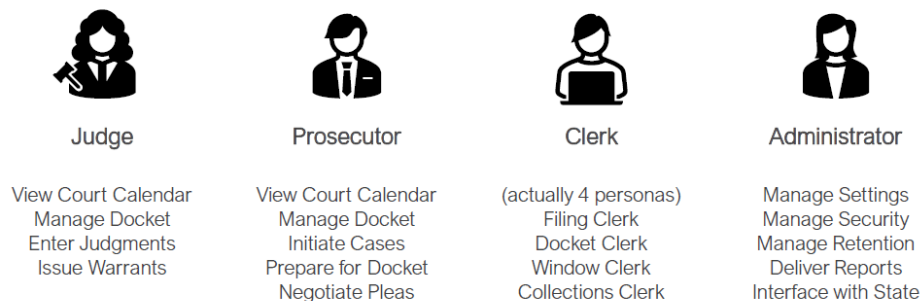 Judge
View Court Calendar
Manage Docket
Enter Judgments
Issue Warrants
Prosecutor
View Court Calendar
Manage Docket
Initiate Cases
Prepare for Docket
Negotiate Pleas
Clerk
(actually 4 personas)
Filing Clerk
Docket Clerk
Window Clerk
Collections Clerk
Administrator
Manage Settings
Manage Security
Manage Retention
Deliver Reports
Interface with State